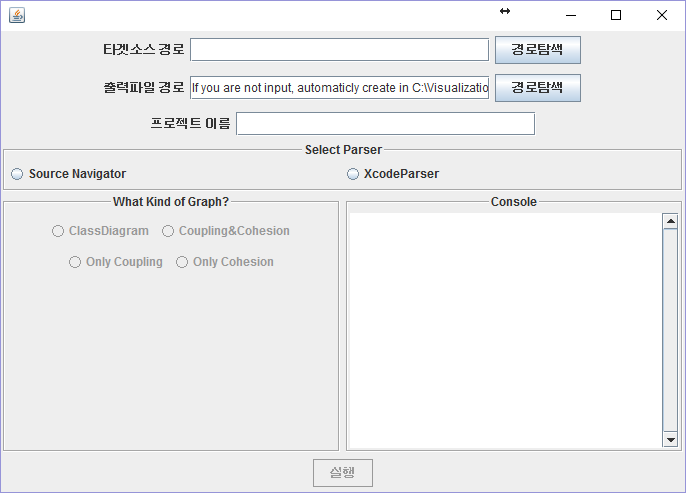 타겟소스 경로 경로탐색
출력파일 경로 If you are not input, automaticly create in C:\Visualizatio 경로탐색
프로젝트 이름
Select Parser
Source Navigator XcodeParser
What Kind of Graph? Console
ClassDiagram Coupling&Cohesion
Only Coupling Only Cohesion
실행